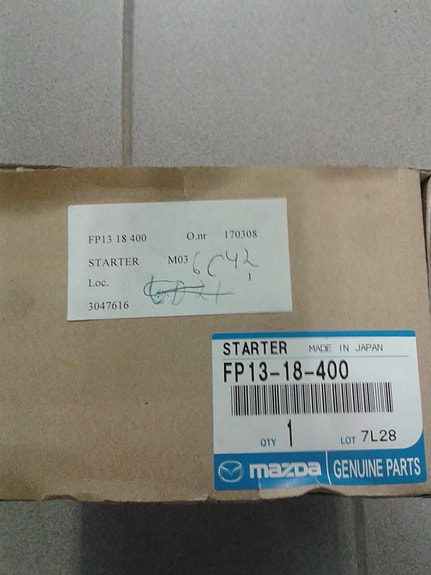 FP13 18 400 O.nr 170308
STARTER M03 6C42
Loc.
3047616
STARTER MADE IN JAPAN
FP13-18-400
QTY 1 LOT 7L28
mazda GENUINE PARTS